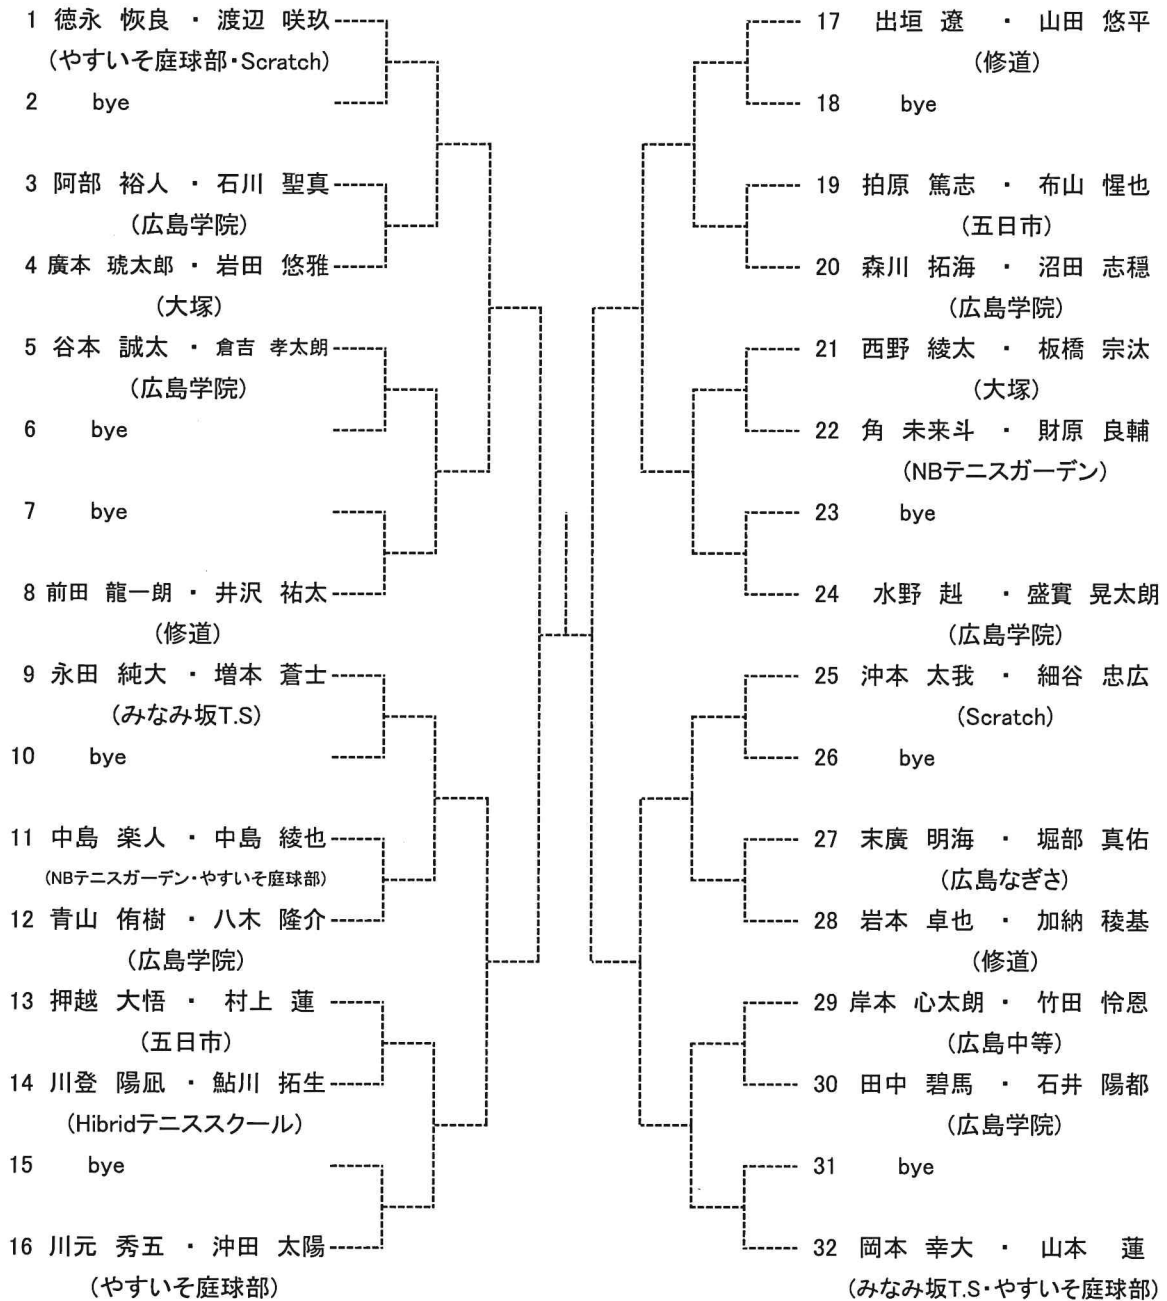 1 徳永 恢良 ・ 渡辺 咲玖
(やすいそ庭球部・Scratch)
2 bye
3 阿部 裕人 ・ 石川 聖真
(広島学院)
4 廣本 琥太郎 ・ 岩田 悠雅
(大塚)
5 谷本 誠太 ・ 倉吉 孝太朗
(広島学院)
6 bye
7 bye
8 前田 龍一朗 ・ 井沢 祐太
(修道)
9 永田 純大 ・ 増本 蒼士
(みなみ坂T.S)
10 bye
11 中島 楽人 ・ 中島 綾也
(NBテニスガーデン・やすいそ庭球部)
12 青山 侑樹 ・ 八木 隆介
(広島学院)
13 押越 大悟 ・ 村上 蓮
(五日市)
14 川登 陽凪 ・ 鮎川 拓生
(Hibridテニススクール)
15 bye
16 川元 秀五 ・ 沖田 太陽
(やすいそ庭球部)
17 出垣 遼 ・ 山田 悠平
(修道)
18 bye
19 拍原 篤志 ・ 布山 惺也
(五日市)
20 森川 拓海 ・ 沼田 志穏
(広島学院)
21 西野 綾太 ・ 板橋 宗汰
(大塚)
22 角 未来斗 ・ 財原 良輔
(NBテニスガーデン)
23 bye
24 水野 赳 ・ 盛實 晃太朗
(広島学院)
25 沖本 太我 ・ 細谷 忠広
(Scratch)
26 bye
27 末廣 明海 ・ 堀部 真佑
(広島なぎさ)
28 岩本 卓也 ・ 加納 稜基
(修道)
29 岸本 心太朗 ・ 竹田 怜恩
(広島中等)
30 田中 碧馬 ・ 石井 陽都
(広島学院)
31 bye
32 岡本 幸大 ・ 山本 蓮
(みなみ坂T.S・やすいそ庭球部)